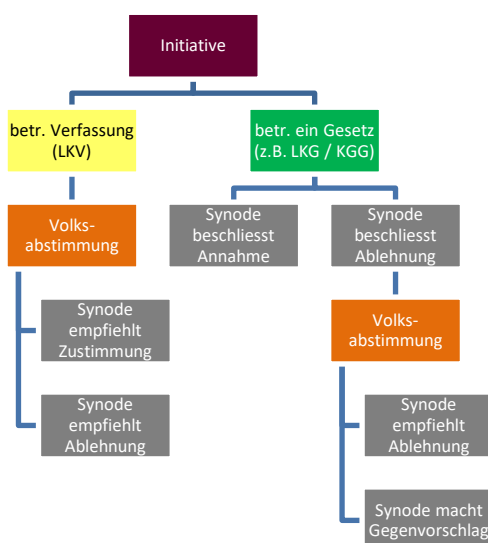 Initiative
betr. Verfassung
(LKV)
betr. ein Gesetz
(z.B. LKG / KGG)
Volks-
abstimmung
Synode
beschliesst
Annahme
Synode
beschliesst
Ablehnung
Synode
empfiehlt
Zustimmung
Volks-
abstimmung
Synode
empfiehlt
Ablehnung
Synode
empfiehlt
Ablehnung
Synode macht
Gegenvorschlag